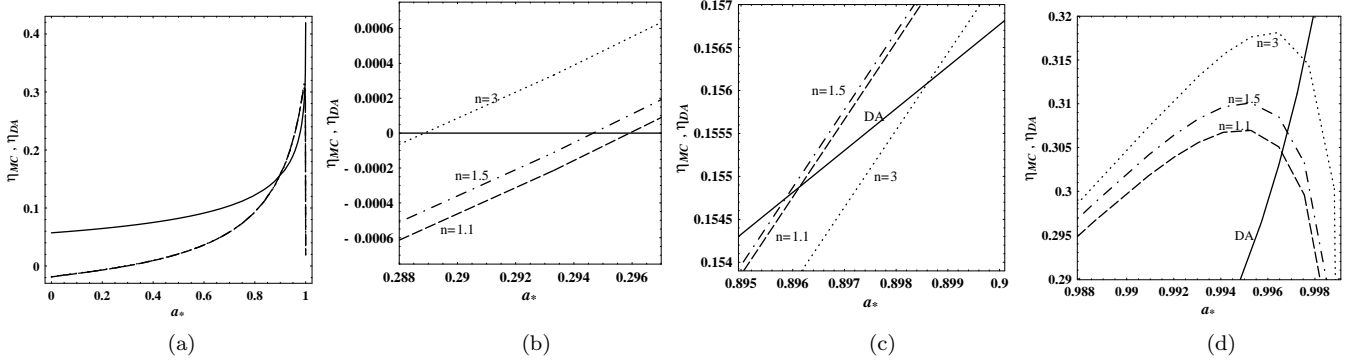 η_MC , η_DA
0.4
0.3
0.2
0.1
0
0 0.2 0.4 0.6 0.8 1
a*
(a)
η_MC , η_DA
0.0006
0.0004
0.0002
0
- 0.0002
- 0.0004
- 0.0006
n=3
n=1.5
n=1.1
0.288 0.29 0.292 0.294 0.296
a*
(b)
η_MC , η_DA
0.157
0.1565
0.156
0.1555
0.155
0.1545
0.154
n=1.5
DA
n=3
n=1.1
0.895 0.896 0.897 0.898 0.899 0.9
a*
(c)
η_MC , η_DA
0.32
0.315
0.31
0.305
0.3
0.295
0.29
n=3
n=1.5
n=1.1
DA
0.988 0.99 0.992 0.994 0.996 0.998
a*
(d)